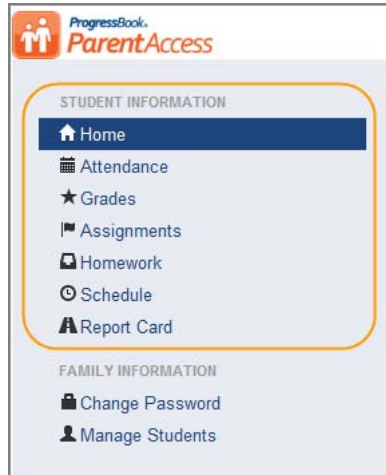 ProgressBook.
ParentAccess
STUDENT INFORMATION
Home
Attendance
Grades
Assignments
Homework
Schedule
Report Card
FAMILY INFORMATION
Change Password
Manage Students